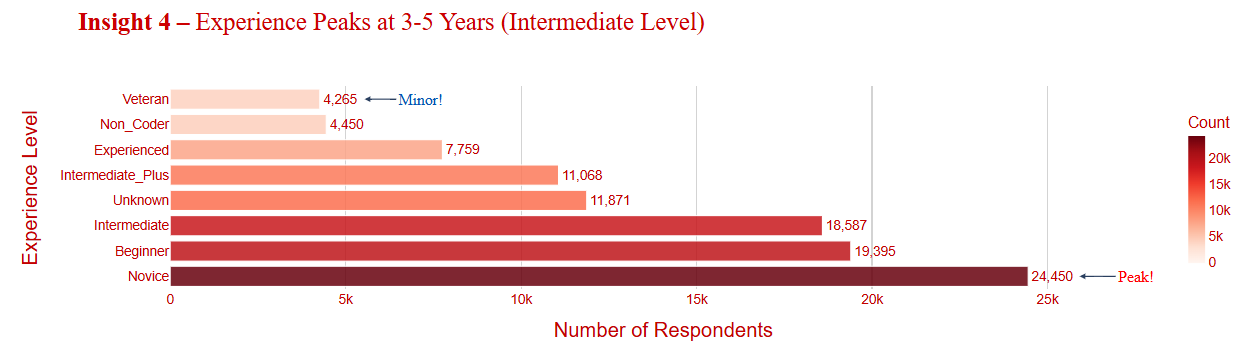 Insight 4 – Experience Peaks at 3-5 Years (Intermediate Level)
Experience Level
Veteran 4,265 Minor!
Non_Coder 4,450
Experienced 7,759
Intermediate_Plus 11,068
Unknown 11,871
Intermediate 18,587
Beginner 19,395
Novice 24,450 Peak!
0 5k 10k 15k 20k 25k
Number of Respondents
Count
20k
15k
10k
5k
0